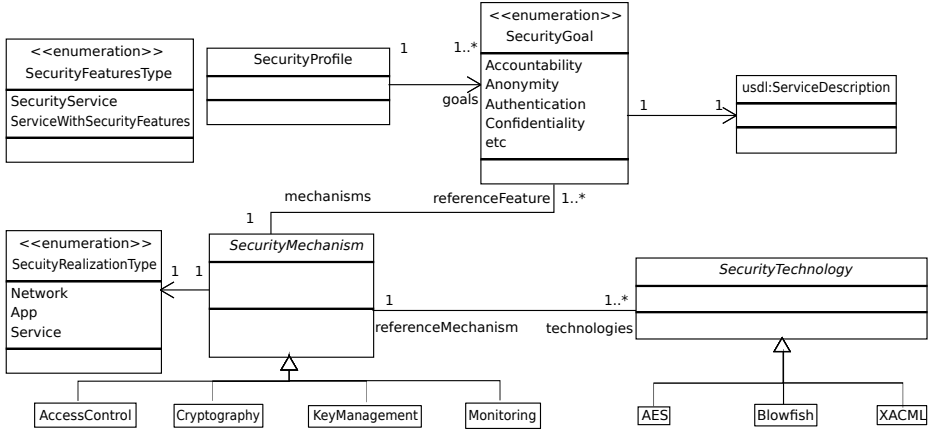 <<enumeration>>
SecurityFeaturesType
SecurityService
ServiceWithSecurityFeatures
SecurityProfile
1
1..*
goals
<<enumeration>>
SecurityGoal
Accountability
Anonymity
Authentication
Confidentiality
etc
1
1
usdl:ServiceDescription
mechanisms
referenceFeature
1..*
1
<<enumeration>>
SecuityRealizationType
Network
App
Service
1
1
SecurityMechanism
1
1..*
referenceMechanism
technologies
SecurityTechnology
AccessControl
Cryptography
KeyManagement
Monitoring
AES
Blowfish
XACML